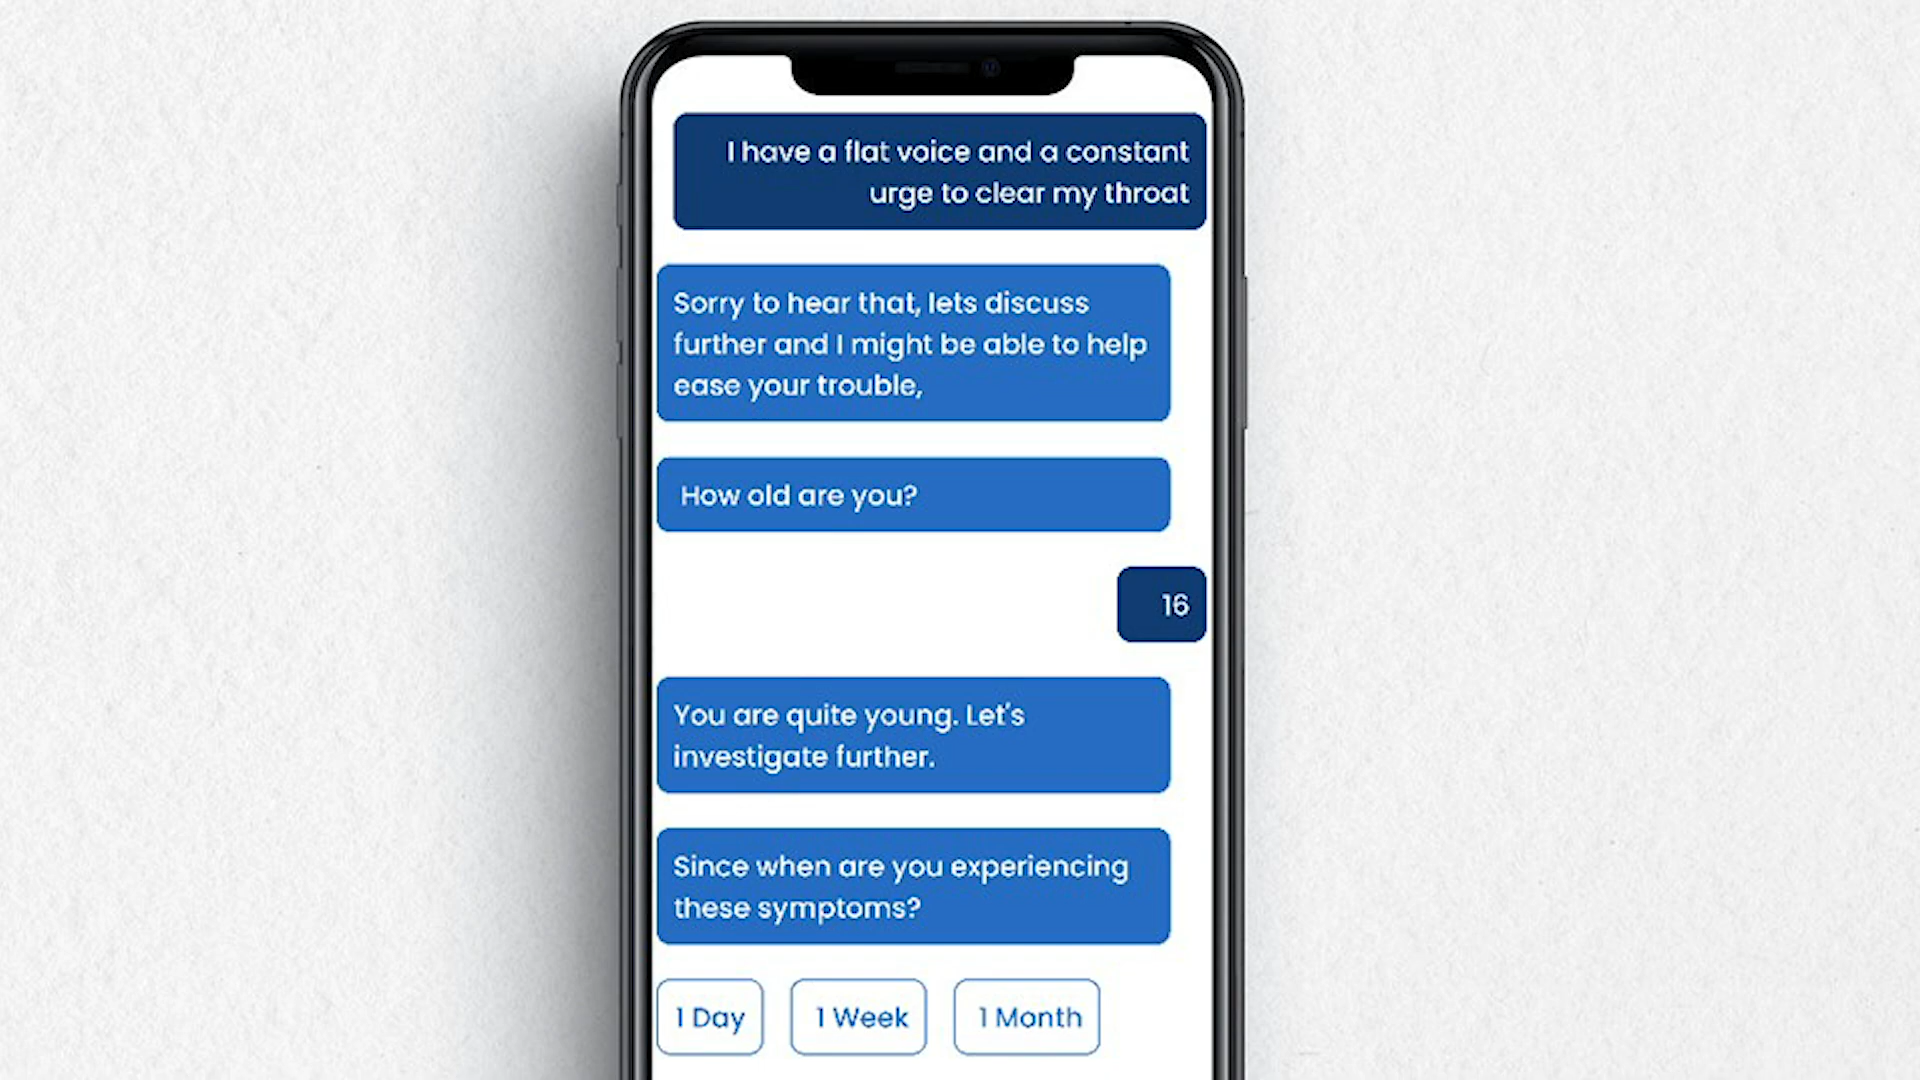 I have a flat voice and a constant
urge to clear my throat
Sorry to hear that, lets discuss
further and I might be able to help
ease your trouble,
How old are you?
16
You are quite young. Let's
investigate further.
Since when are you experiencing
these symptoms?
1 Day
1 Week
1 Month